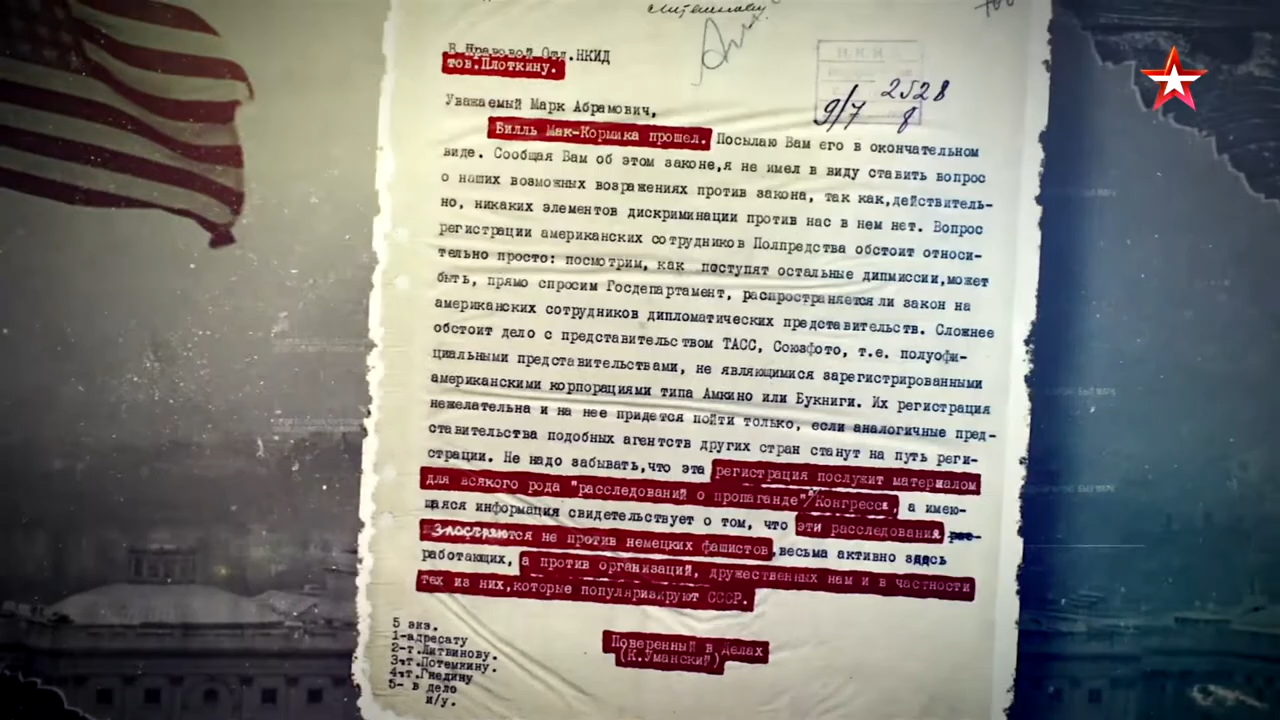 В Правовой Отд.НКИД
тов.Плоткину.
2528
9/7 8
Уважаемый Марк Абрамович,
Билль Мак-Кормика прошел. Посылаю Вам его в окончательном
виде. Сообщая Вам об этом законе,я не имел в виду ставить вопрос
о наших возможных возражениях против закона, так как,действитель-
но, никаких элементов дискриминации против нас в нем нет. Вопрос
регистрации американских сотрудников Полпредства обстоит относи-
тельно просто: посмотрим, как поступят остальные дипмиссии,может
быть, прямо спросим Госдепартамент, распространяется ли закон на
американских сотрудников дипломатических представительств. Сложнее
обстоит дело с представительством ТАСС, Союзфото, т.е. полуофи-
циальными представительствами, не являющимися зарегистрированными
американскими корпорациями типа Амкино или Букниги. Их регистрация
нежелательна и на нее придется пойти только, если аналогичные пред-
ставительства подобных агентств других стран станут на путь реги-
страции. Не надо забывать,что эта регистрация послужит материалом
для всякого рода "расследований о пропаганде" Конгресса, а имею-
щаяся информация свидетельствует о том, что эти расследования
заостряются не против немецких фашистов,весьма активно здесь
работающих, а против организаций, дружественных нам и в частности
тех из них,которые популяризируют СССР.
Поверенный в делах
(К.Уманский)
5 экз.
1-адресату
2-т.Литвинову.
3-т.Потемкину.
4-т.Гнедину
5- в дело
и/у.